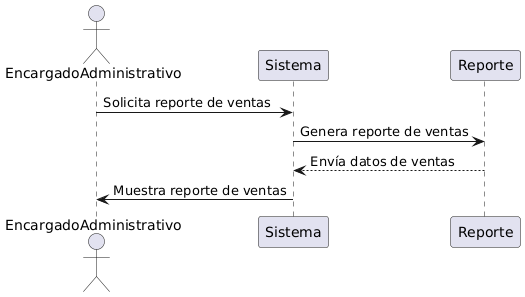 EncargadoAdministrativo
Sistema
Reporte
Solicita reporte de ventas
Genera reporte de ventas
Envía datos de ventas
Muestra reporte de ventas
EncargadoAdministrativo
Sistema
Reporte